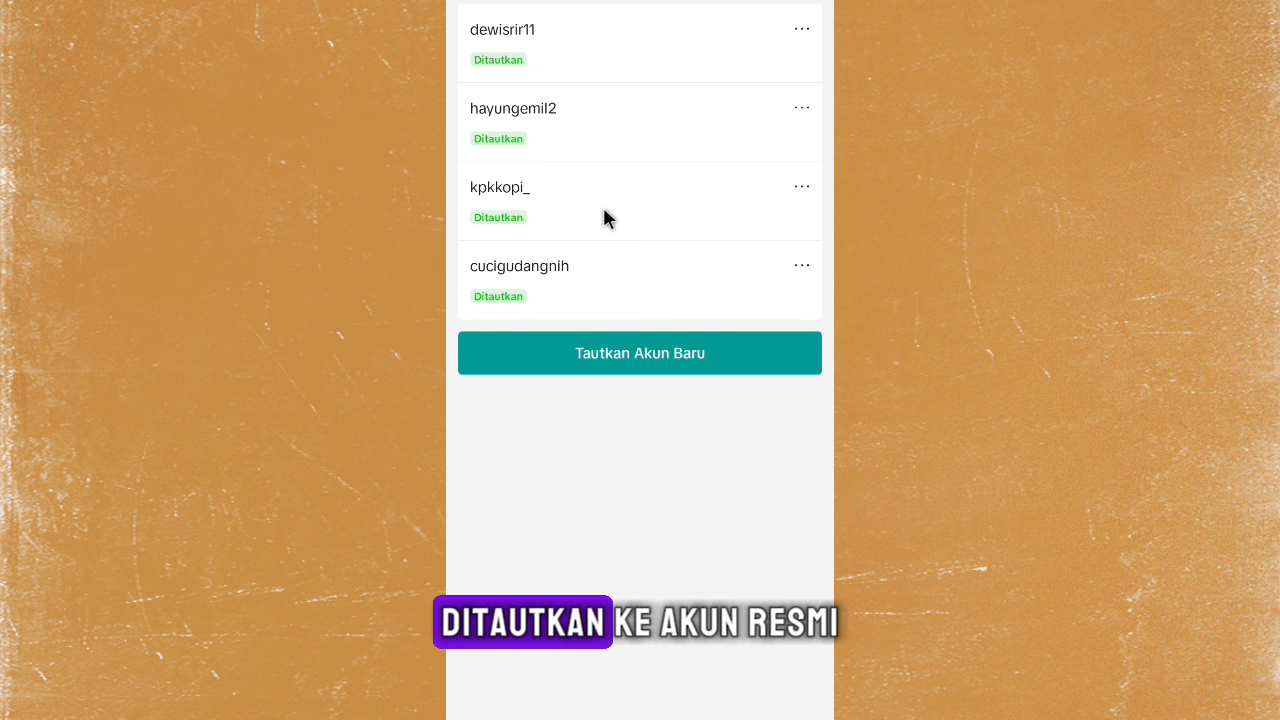 dewisrir11
...
Ditautkan
hayungemil2
...
Ditautkan
kpkkopi_
...
Ditautkan
cucigudangnih
...
Ditautkan
Tautkan Akun Baru
DITAUTKAN KE AKUN RESMI